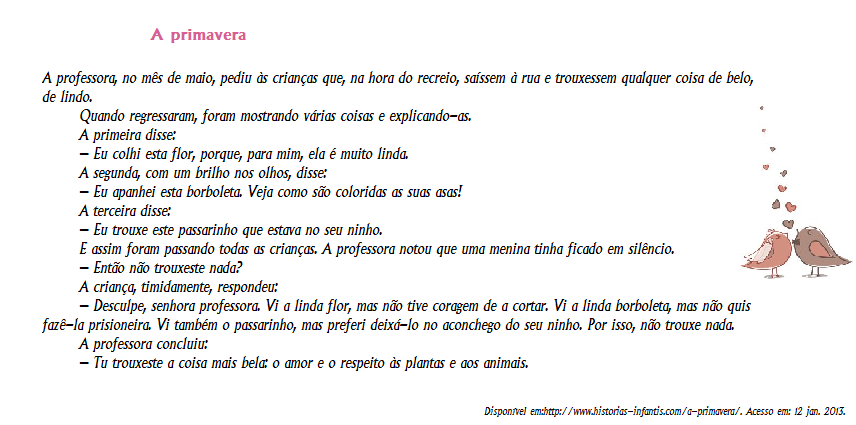 A primavera
A professora, no mês de maio, pediu às crianças que, na hora do recreio, saíssem à rua e trouxessem qualquer coisa de belo,
de lindo.
Quando regressaram, foram mostrando várias coisas e explicando-as.
A primeira disse:
– Eu colhi esta flor, porque, para mim, ela é muito linda.
A segunda, com um brilho nos olhos, disse:
– Eu apanhei esta borboleta. Veja como são coloridas as suas asas!
A terceira disse:
– Eu trouxe este passarinho que estava no seu ninho.
E assim foram passando todas as crianças. A professora notou que uma menina tinha ficado em silêncio.
– Então não trouxeste nada?
A criança, timidamente, respondeu:
– Desculpe, senhora professora. Vi a linda flor, mas não tive coragem de a cortar. Vi a linda borboleta, mas não quis
fazê-la prisioneira. Vi também o passarinho, mas preferi deixá-lo no aconchego do seu ninho. Por isso, não trouxe nada.
A professora concluiu:
– Tu trouxeste a coisa mais bela: o amor e o respeito às plantas e aos animais.
Disponível em:http://www.historias-infantis.com/a-primavera/. Acesso em: 12 jan. 2013.